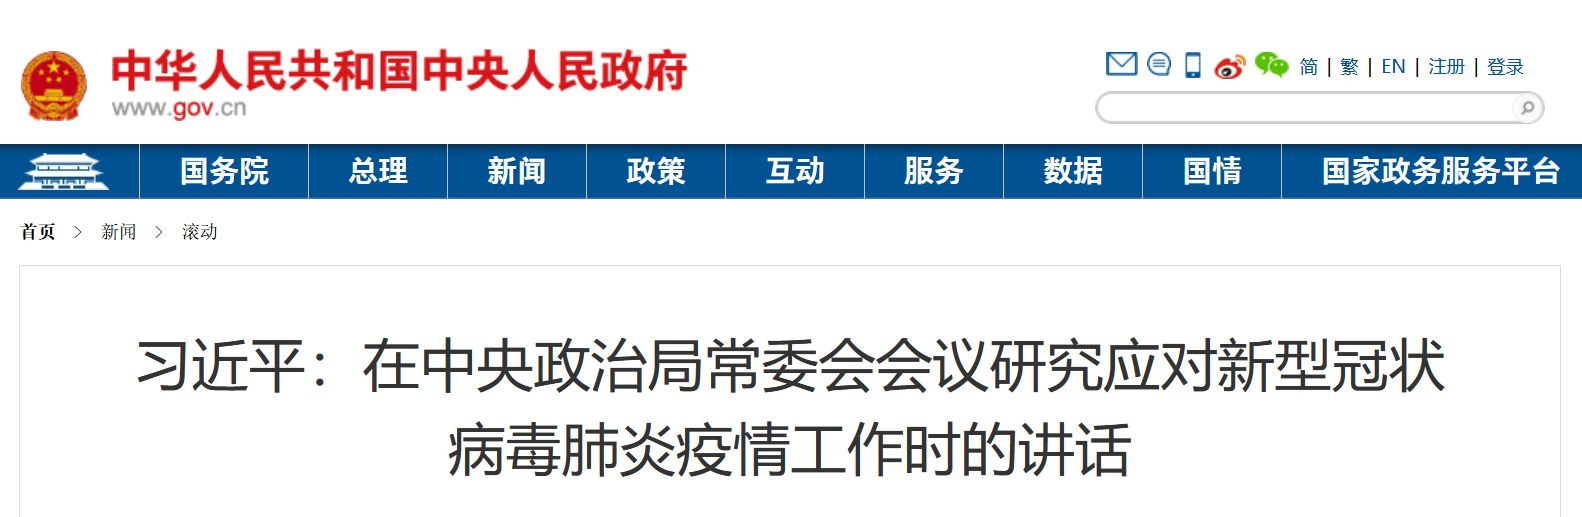 中华人民共和国中央人民政府
www.gov.cn
简 | 繁 | EN | 注册 | 登录
国务院 总理 新闻 政策 互动 服务 数据 国情 国家政务服务平台
首页 > 新闻 > 滚动
习近平：在中央政治局常委会会议研究应对新型冠状
病毒肺炎疫情工作时的讲话